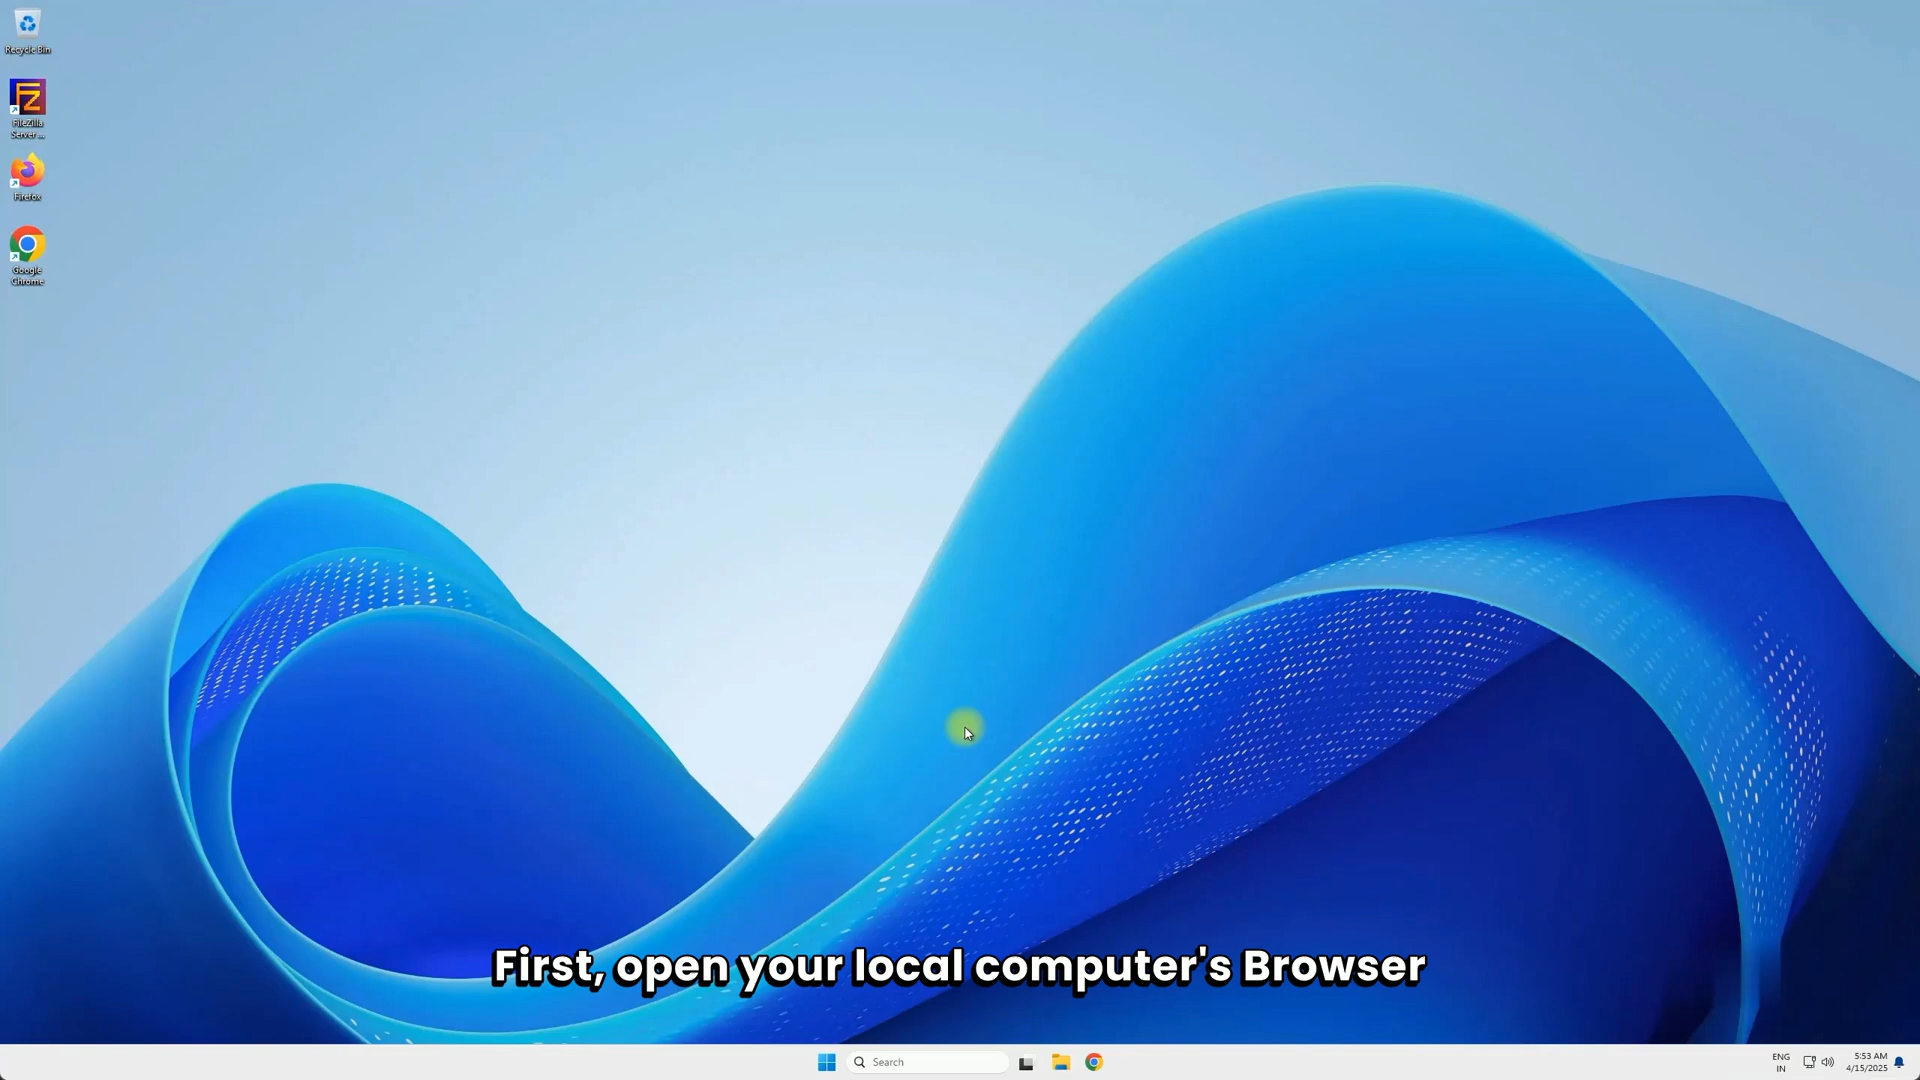 Recycle Bin
FileZilla
Server ...
Firefox
Google
Chrome
First, open your local computer's Browser
Search
ENG
IN
5:53 AM
4/15/2025